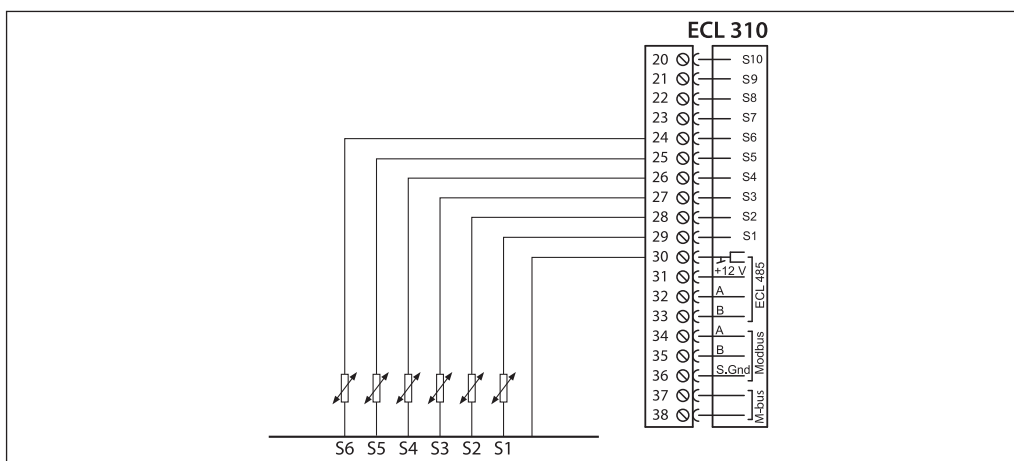 ECL 310
20 S10
21 S9
22 S8
23 S7
24 S6
25 S5
26 S4
27 S3
28 S2
29 S1
30
31 +12 V
32 A
33 B
ECL 485
34 A
35 B
36 S.Gnd
Modbus
37
38
M-bus
S6 S5 S4 S3 S2 S1